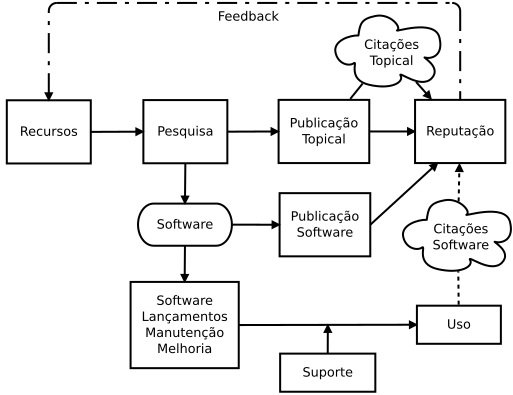 Feedback
Citações
Topical
Recursos
Pesquisa
Publicação
Topical
Reputação
Software
Publicação
Software
Citações
Software
Software
Lançamentos
Manutenção
Melhoria
Uso
Suporte